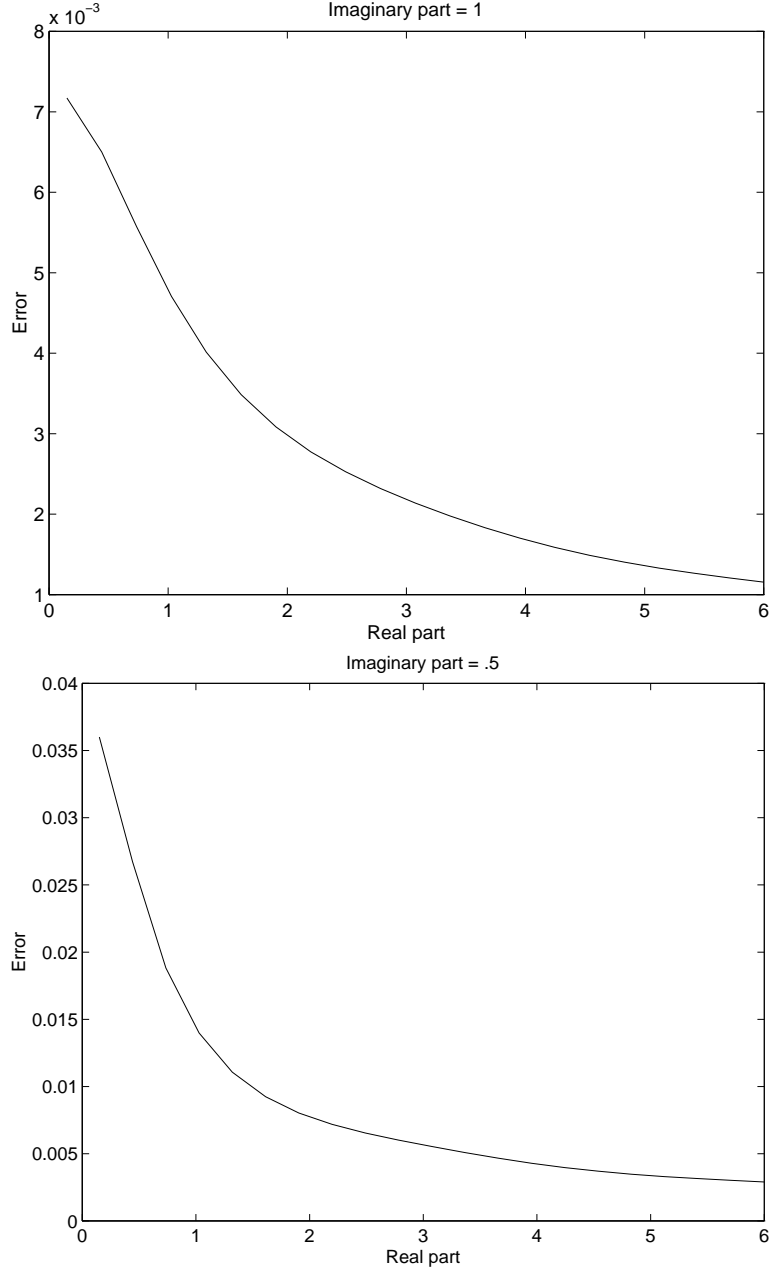 x 10⁻³
Imaginary part = 1
8
7
6
5
4
3
2
1
Error
0 1 2 3 4 5 6
Real part
Imaginary part = .5
0.04
0.035
0.03
0.025
0.02
0.015
0.01
0.005
0
Error
0 1 2 3 4 5 6
Real part